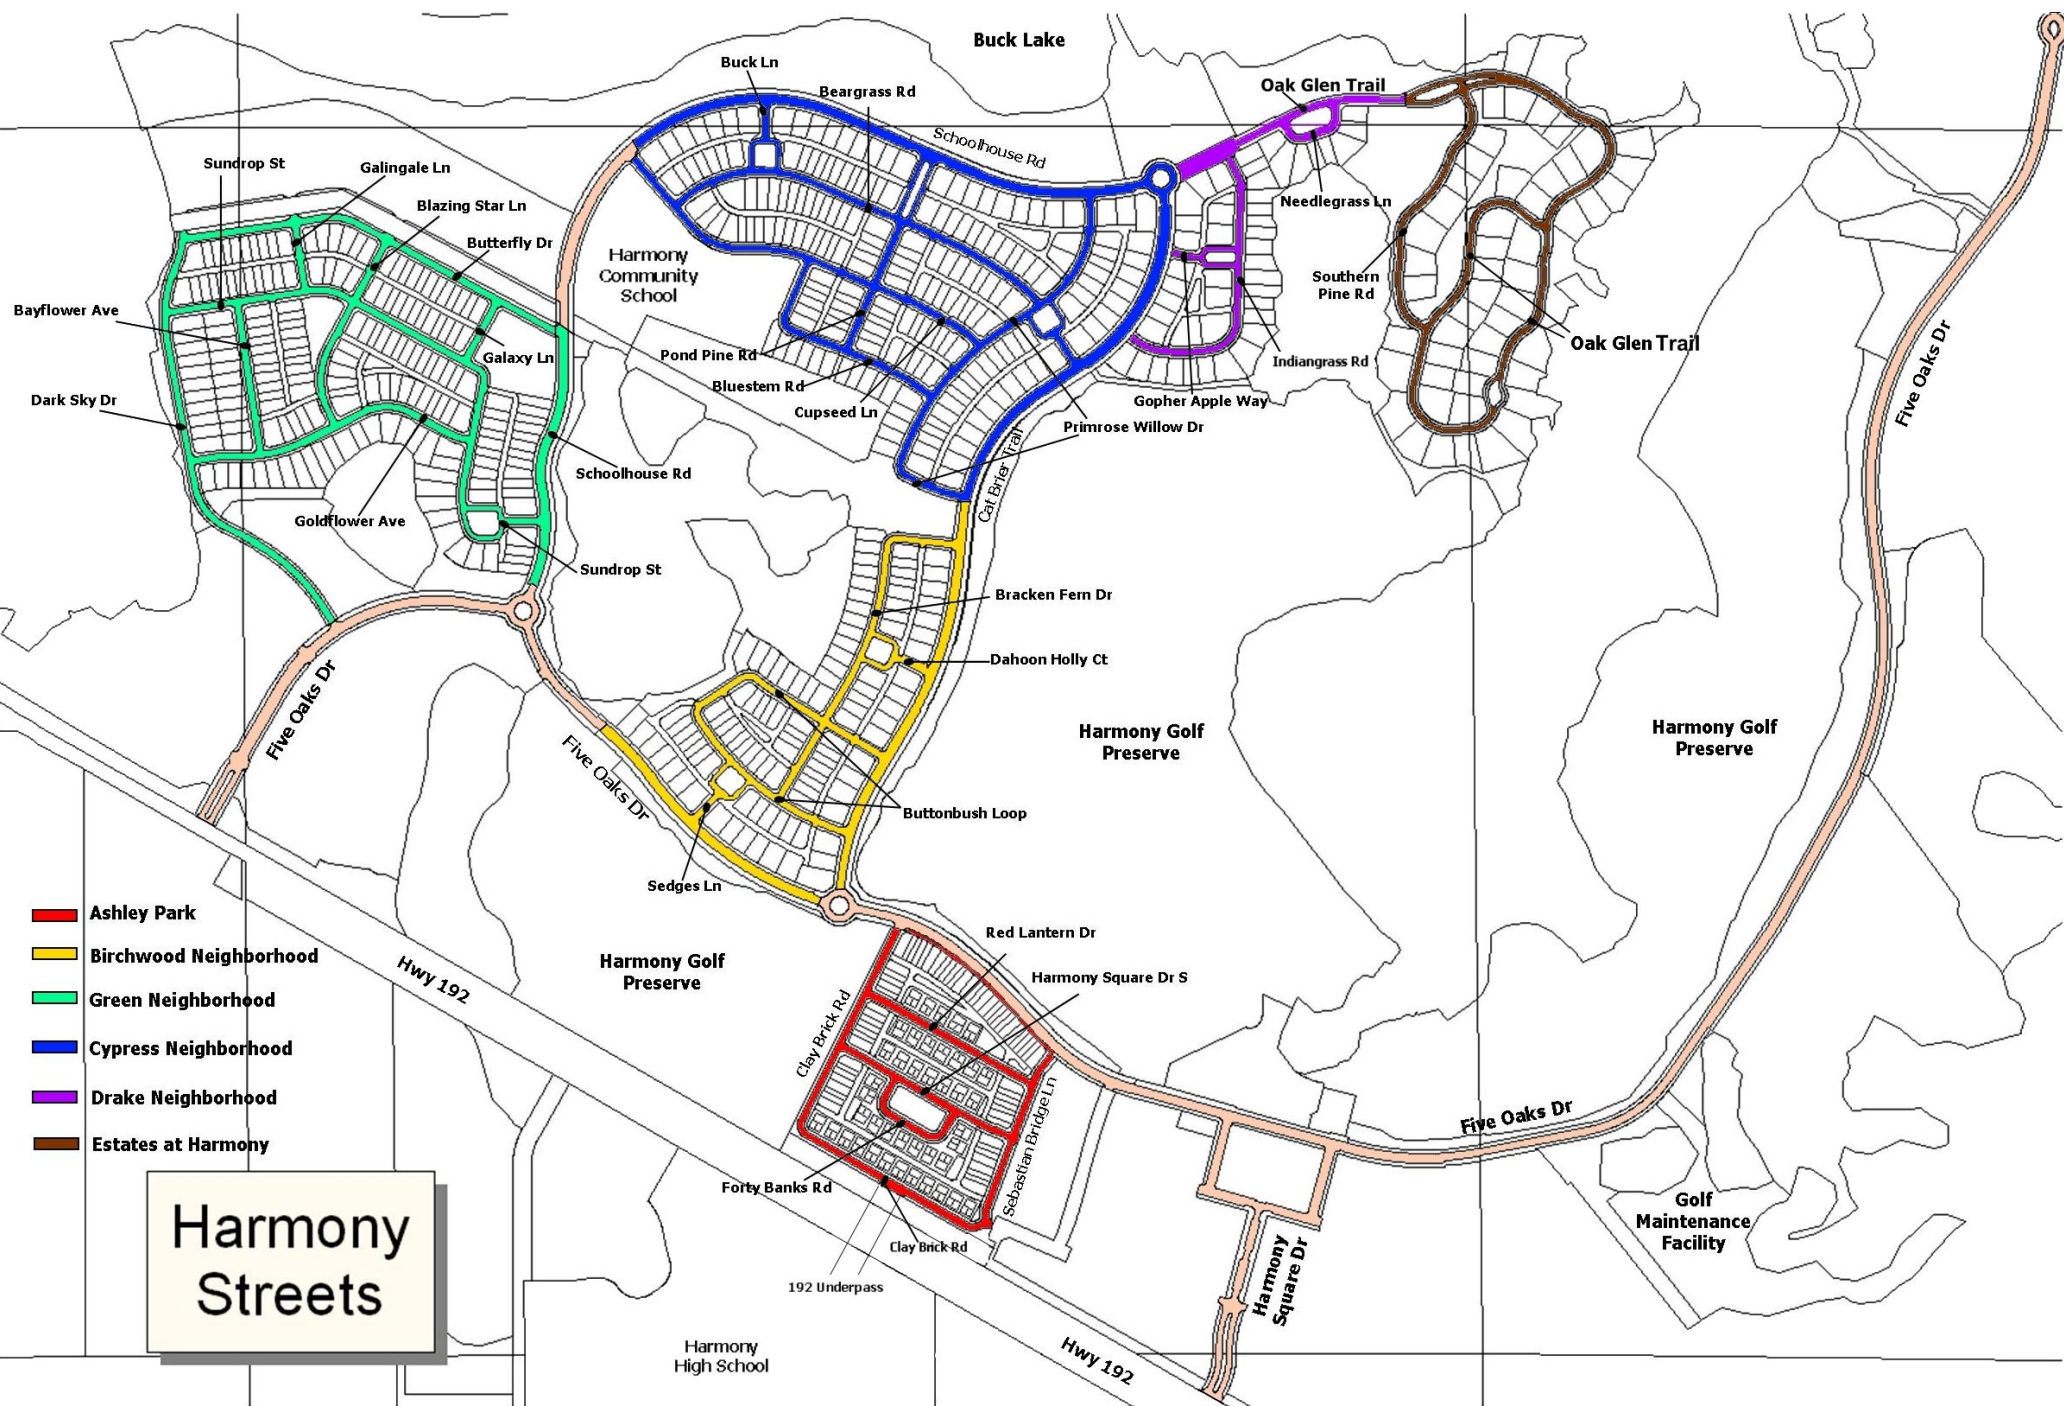 Buck Lake
Buck Ln
Beargrass Rd
Oak Glen Trail
Schoolhouse Rd
Sundrop St
Galingale Ln
Blazing Star Ln
Needlegrass Ln
Butterfly Dr
Harmony
Community
School
Southern
Pine Rd
Bayflower Ave
Oak Glen Trail
Five Oaks Dr
Galaxy Ln
Pond Pine Rd
Indiangrass Rd
Bluestem Rd
Dark Sky Dr
Gopher Apple Way
Cupseed Ln
Primrose Willow Dr
Schoolhouse Rd
Cat Brier Trail
Goldflower Ave
Sundrop St
Bracken Fern Dr
Dahoon Holly Ct
Five Oaks Dr
Harmony Golf
Preserve
Harmony Golf
Preserve
Five Oaks Dr
Buttonbush Loop
Sedges Ln
Ashley Park
Birchwood Neighborhood
Green Neighborhood
Cypress Neighborhood
Drake Neighborhood
Estates at Harmony
Hwy 192
Harmony Golf
Preserve
Red Lantern Dr
Harmony Square Dr S
Clay Brick Rd
Sebastian Bridge Ln
Five Oaks Dr
Forty Banks Rd
Clay Brick Rd
192 Underpass
Golf
Maintenance
Facility
Harmony
Square Dr
Harmony
Streets
Harmony
High School
Hwy 192